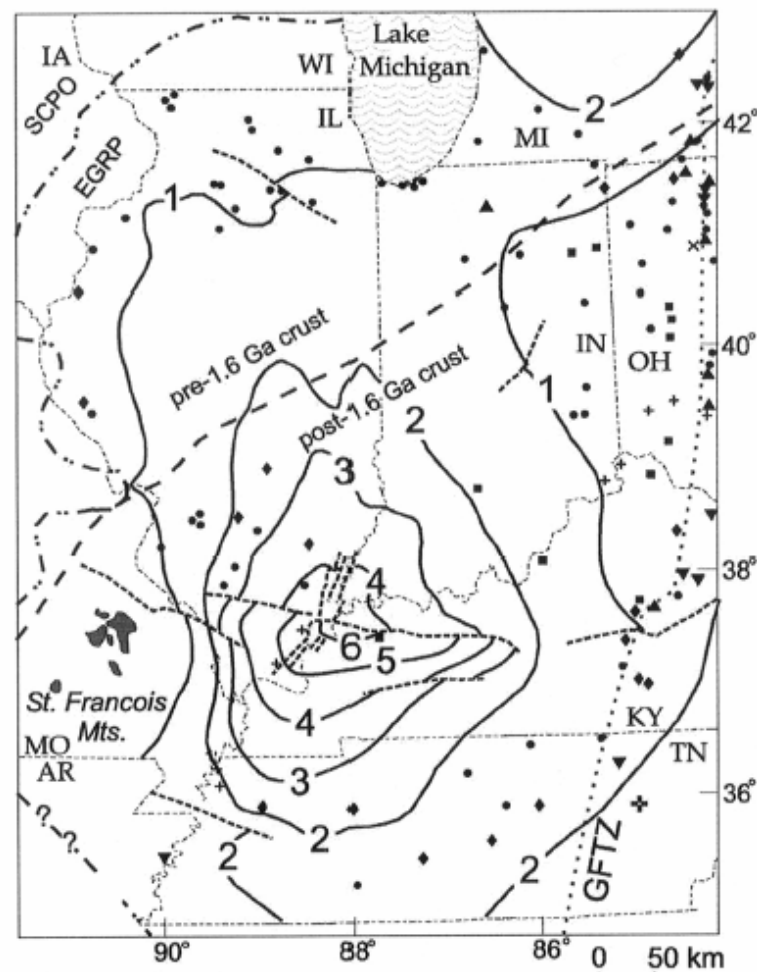 Lake
Michigan
IA
WI
SCPO
IL
MI
2
42°
EGRP
1
pre-1.6 Ga crust
post-1.6 Ga crust
IN
OH
40°
1
2
3
38°
4
6
5
St. Francois
Mts.
4
KY
MO
TN
AR
3
36°
2
2
2
?
?
GFTZ
90°
88°
86°
0 50 km